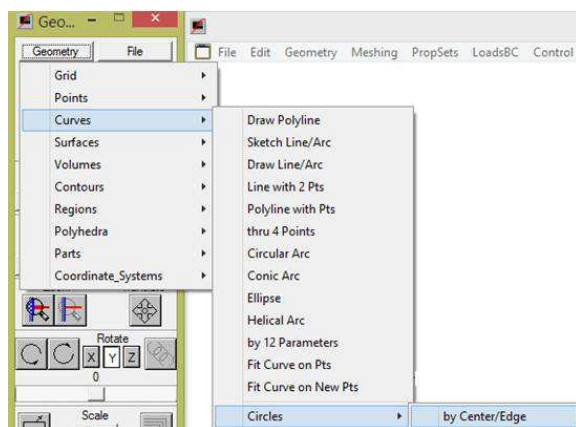 Geo...
Geometry File
File Edit Geometry Meshing PropSets LoadsBC Control
Grid
Points
Curves
Surfaces
Volumes
Contours
Regions
Polyhedra
Parts
Coordinate_Systems
Draw Polyline
Sketch Line/Arc
Draw Line/Arc
Line with 2 Pts
Polyline with Pts
thru 4 Points
Circular Arc
Conic Arc
Ellipse
Helical Arc
by 12 Parameters
Fit Curve on Pts
Fit Curve on New Pts
Circles
by Center/Edge
Rotate
X Y Z
0
Scale